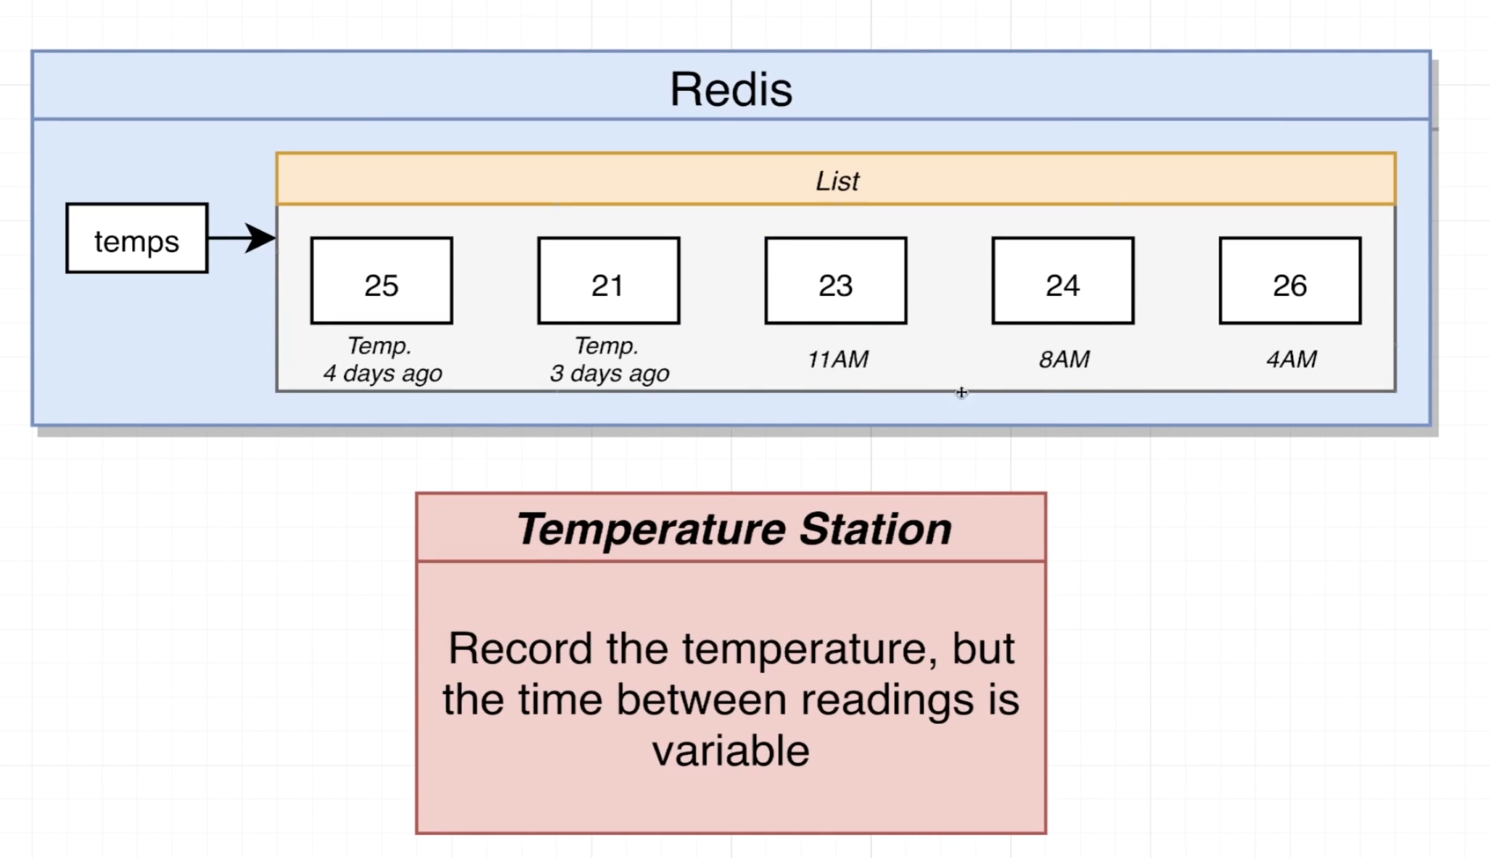 Redis
List
temps
25
21
23
24
26
Temp.
4 days ago
Temp.
3 days ago
11AM
8AM
4AM
Temperature Station
Record the temperature, but
the time between readings is
variable